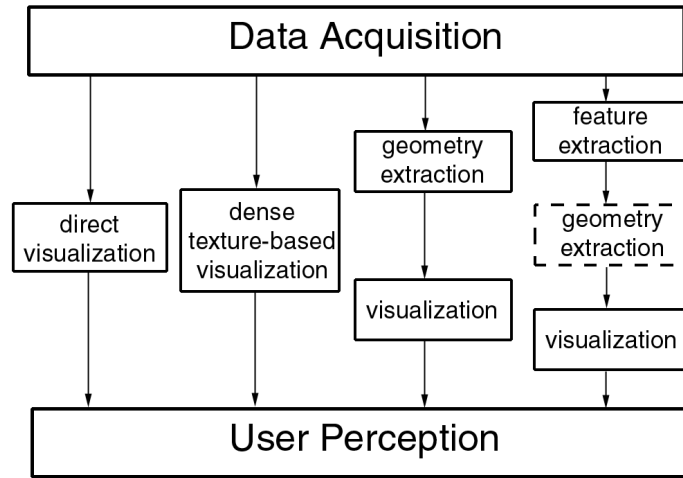 Data Acquisition
direct
visualization
dense
texture-based
visualization
geometry
extraction
visualization
feature
extraction
geometry
extraction
visualization
User Perception